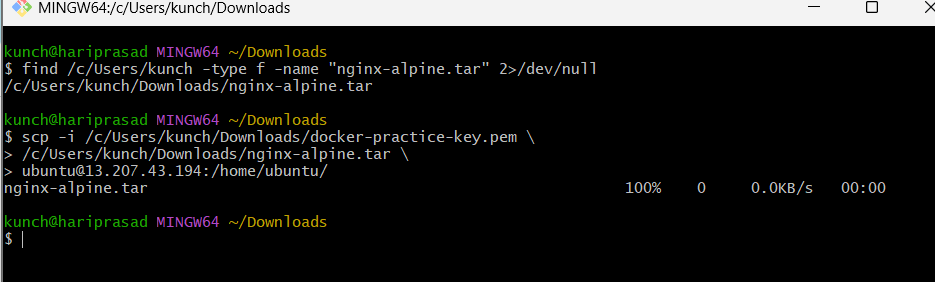 MINGW64:/c/Users/kunch/Downloads
kunch@hariprasad MINGW64 ~/Downloads
$ find /c/Users/kunch -type f -name "nginx-alpine.tar" 2>/dev/null
/c/Users/kunch/Downloads/nginx-alpine.tar
kunch@hariprasad MINGW64 ~/Downloads
$ scp -i /c/Users/kunch/Downloads/docker-practice-key.pem \
> /c/Users/kunch/Downloads/nginx-alpine.tar \
> ubuntu@13.207.43.194:/home/ubuntu/
nginx-alpine.tar 100% 0 0.0KB/s 00:00
kunch@hariprasad MINGW64 ~/Downloads
$